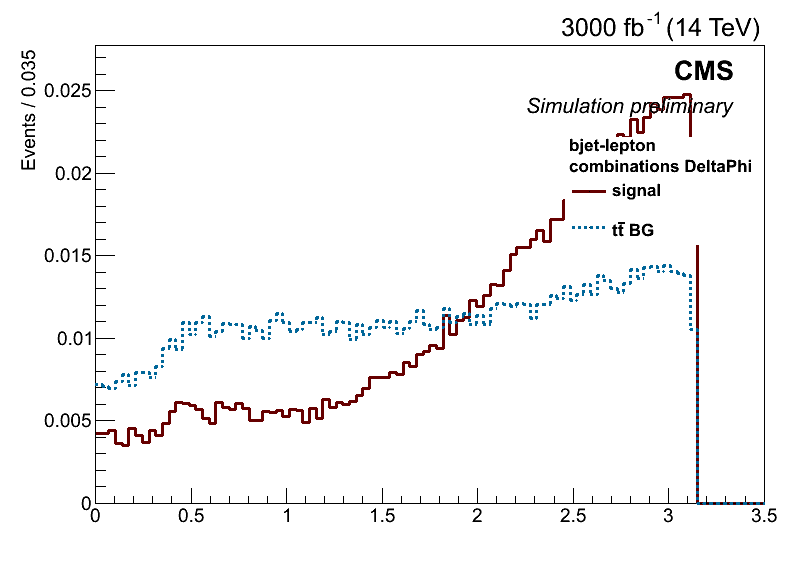 3000 fb⁻¹ (14 TeV)
Events / 0.035
CMS
Simulation preliminary
bjet-lepton
combinations DeltaPhi
signal
tt̄ BG
0.025
0.02
0.015
0.01
0.005
0
0 0.5 1 1.5 2 2.5 3 3.5